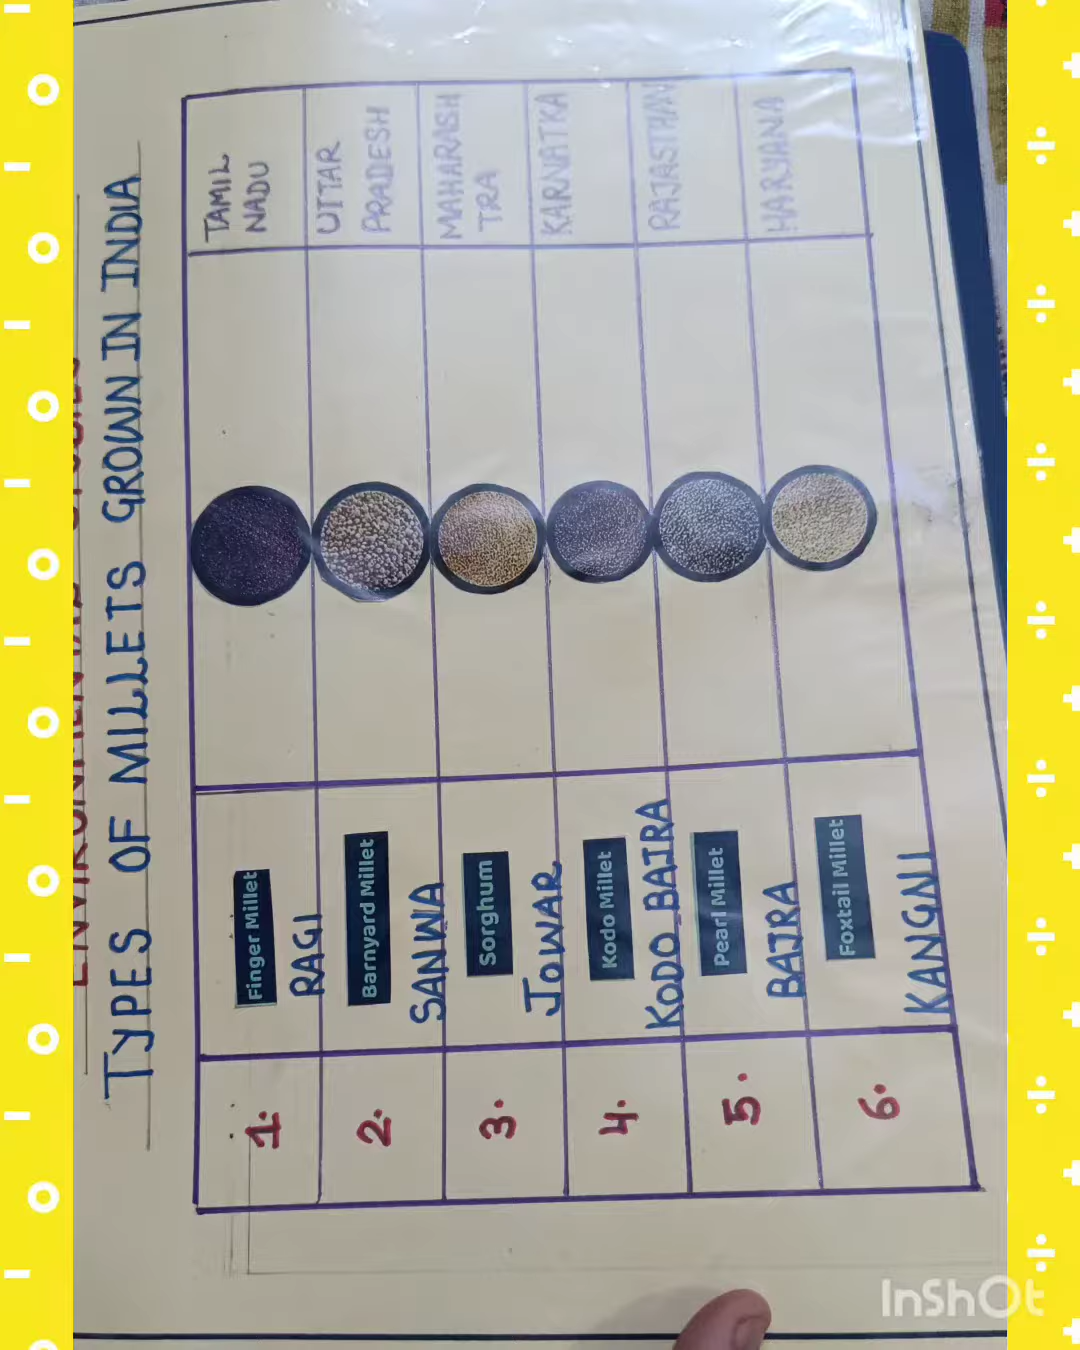 ENVIRONMENTAL STUDIES
TYPES OF MILLETS GROWN IN INDIA
1. Finger Millet
RAGI
TAMIL
NADU
2. Barnyard Millet
SANWA
UTTAR
PRADESH
3. Sorghum
JOWAR
MAHARASH
TRA
4. Kodo Millet
KODO BAJRA
KARNATKA
5. Pearl Millet
BAJRA
RAJASTHAN
6. Foxtail Millet
KANGNI
HARYANA
InShOt